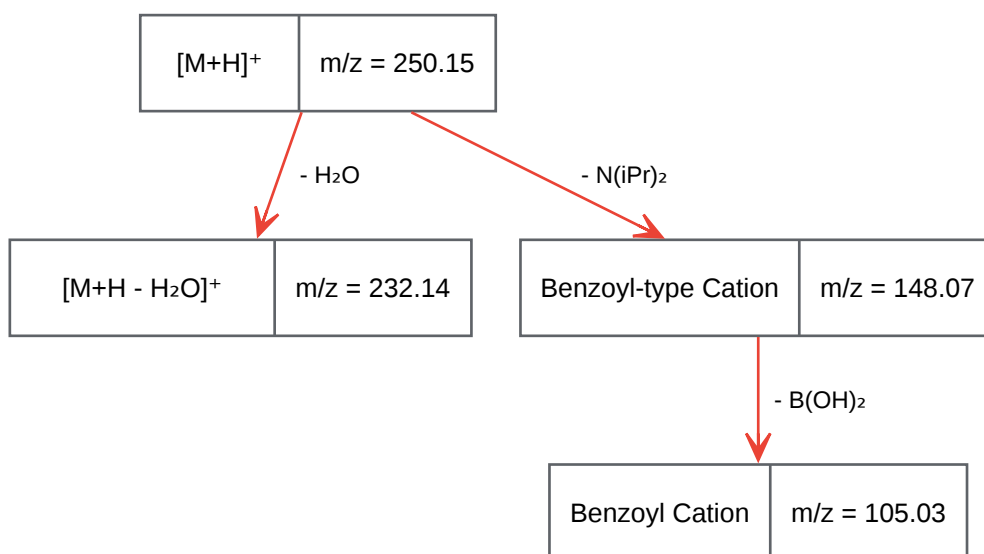 [M+H]⁺ m/z = 250.15
- H₂O
- N(iPr)₂
[M+H - H₂O]⁺ m/z = 232.14
Benzoyl-type Cation m/z = 148.07
- B(OH)₂
Benzoyl Cation m/z = 105.03